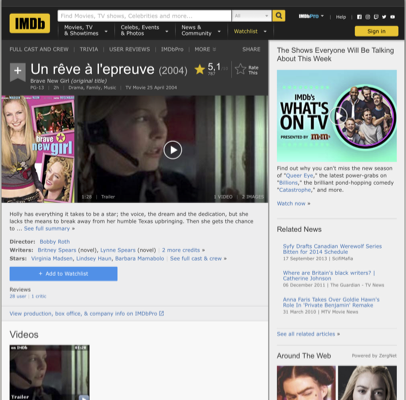 IMDb
Find Movies, TV shows, Celebrities and more...
All
Movies, TV
& Showtimes
Celebs, Events
& Photos
News &
Community
Watchlist
IMDbPro
Help
Sign in
FULL CAST AND CREW
TRIVIA
USER REVIEWS
IMDbPro
MORE
SHARE
Un rêve à l'epreuve (2004)
5,1
Rate
This
Brave New Girl (original title)
PG-13 | 2h | Drama, Family, Music | TV Movie 25 April 2004
brave
new
girl
1:25 | Trailer
1 VIDEO | 3 IMAGES
Holly has everything it takes to be a star; the voice, the dream and the dedication, but she
lacks the means to break away from her humble Texas upbringing. Then she gets the chance
to ... See full summary »
Director: Bobby Roth
Writers: Britney Spears (novel), Lynne Spears (novel) | 2 more credits »
Stars: Virginia Madsen, Lindsey Haun, Barbara Mamabolo | See full cast & crew »
+ Add to Watchlist
Reviews
28 user | 1 critic
View production, box office, & company info on IMDbPro
Videos
Trailer
The Shows Everyone Will Be Talking
About This Week
IMDb's
WHAT'S
ON TV
PRESENTED BY m&m's
Find out why you can't miss the new season
of "Queer Eye," the latest power-grabs on
"Billions," the brilliant pond-hopping comedy
"Catastrophe," and more.
Watch now »
Related News
Syfy Drafts Canadian Werewolf Series
Bitten for 2014 Schedule
17 September 2013 | SciFiMafia
Where are Britain's black writers? |
Catherine Johnson
06 December 2011 | The Guardian - TV News
Anna Faris Takes Over Goldie Hawn's
Role In 'Private Benjamin' Remake
31 March 2010 | MTV Movie News
See all related articles »
Around The Web
Powered by ZergNet